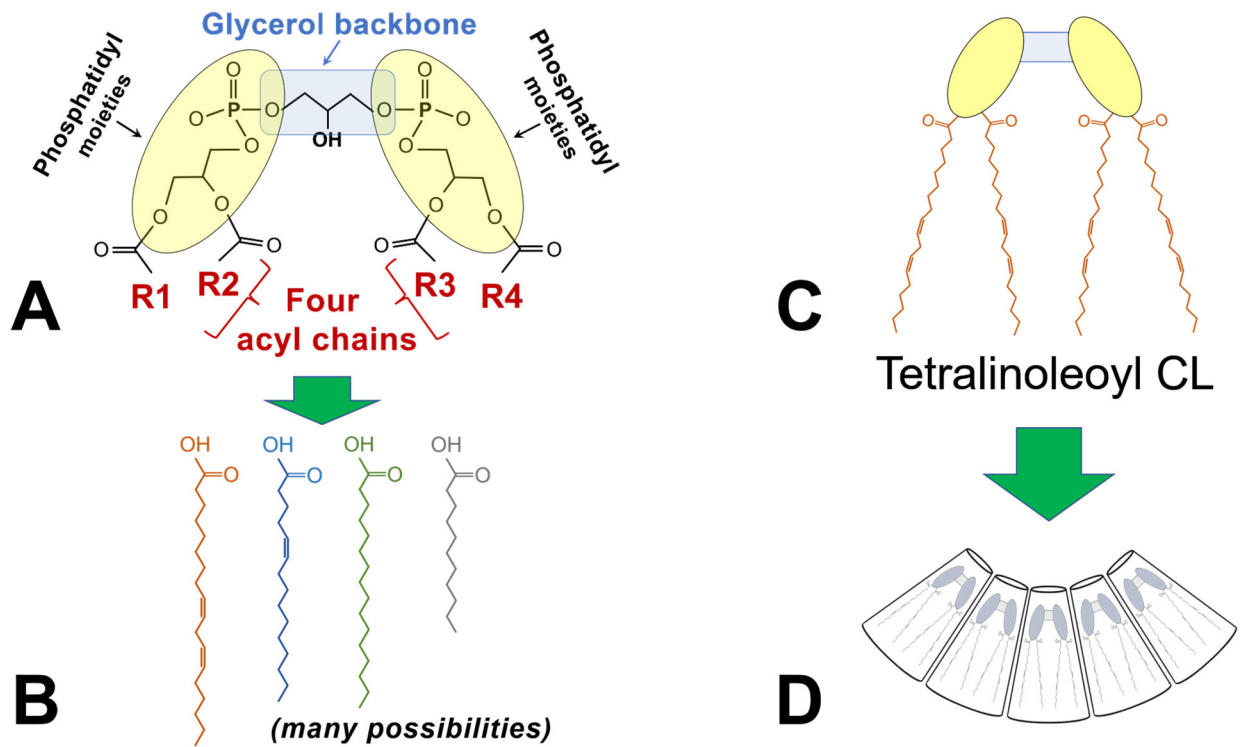 A
Glycerol backbone
Phosphatidyl
moieties
Phosphatidyl
moieties
O
O
O
P
O
O
P
O
OH
O
O
O
O
O
O
O
O
O
O
R1
R2
R3
R4
Four
acyl chains
B
OH
O
OH
O
OH
O
OH
O
(many possibilities)
C
O
O
O
O
Tetralinoleoyl CL
D